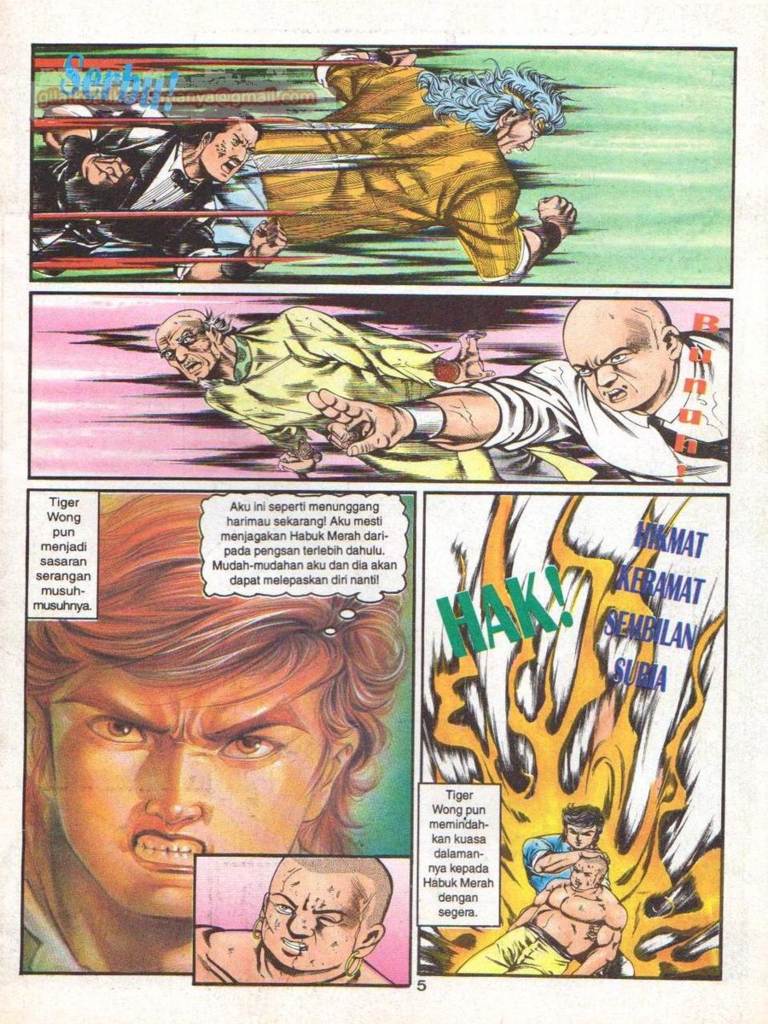 Serbu!
Bunuh!
Tiger
Wong
pun
menjadi
sasaran
serangan
musuh-
musuhnya.
Aku ini seperti menunggang
harimau sekarang! Aku mesti
menjagakan Habuk Merah dari-
pada pengsan terlebih dahulu.
Mudah-mudahan aku dan dia akan
dapat melepaskan diri nanti!
HAK!
HIKMAT
KERAMAT
SEMBILAN
SURIA
Tiger
Wong pun
memindah-
kan kuasa
dalaman-
nya kepada
Habuk Merah
dengan
segera.
5